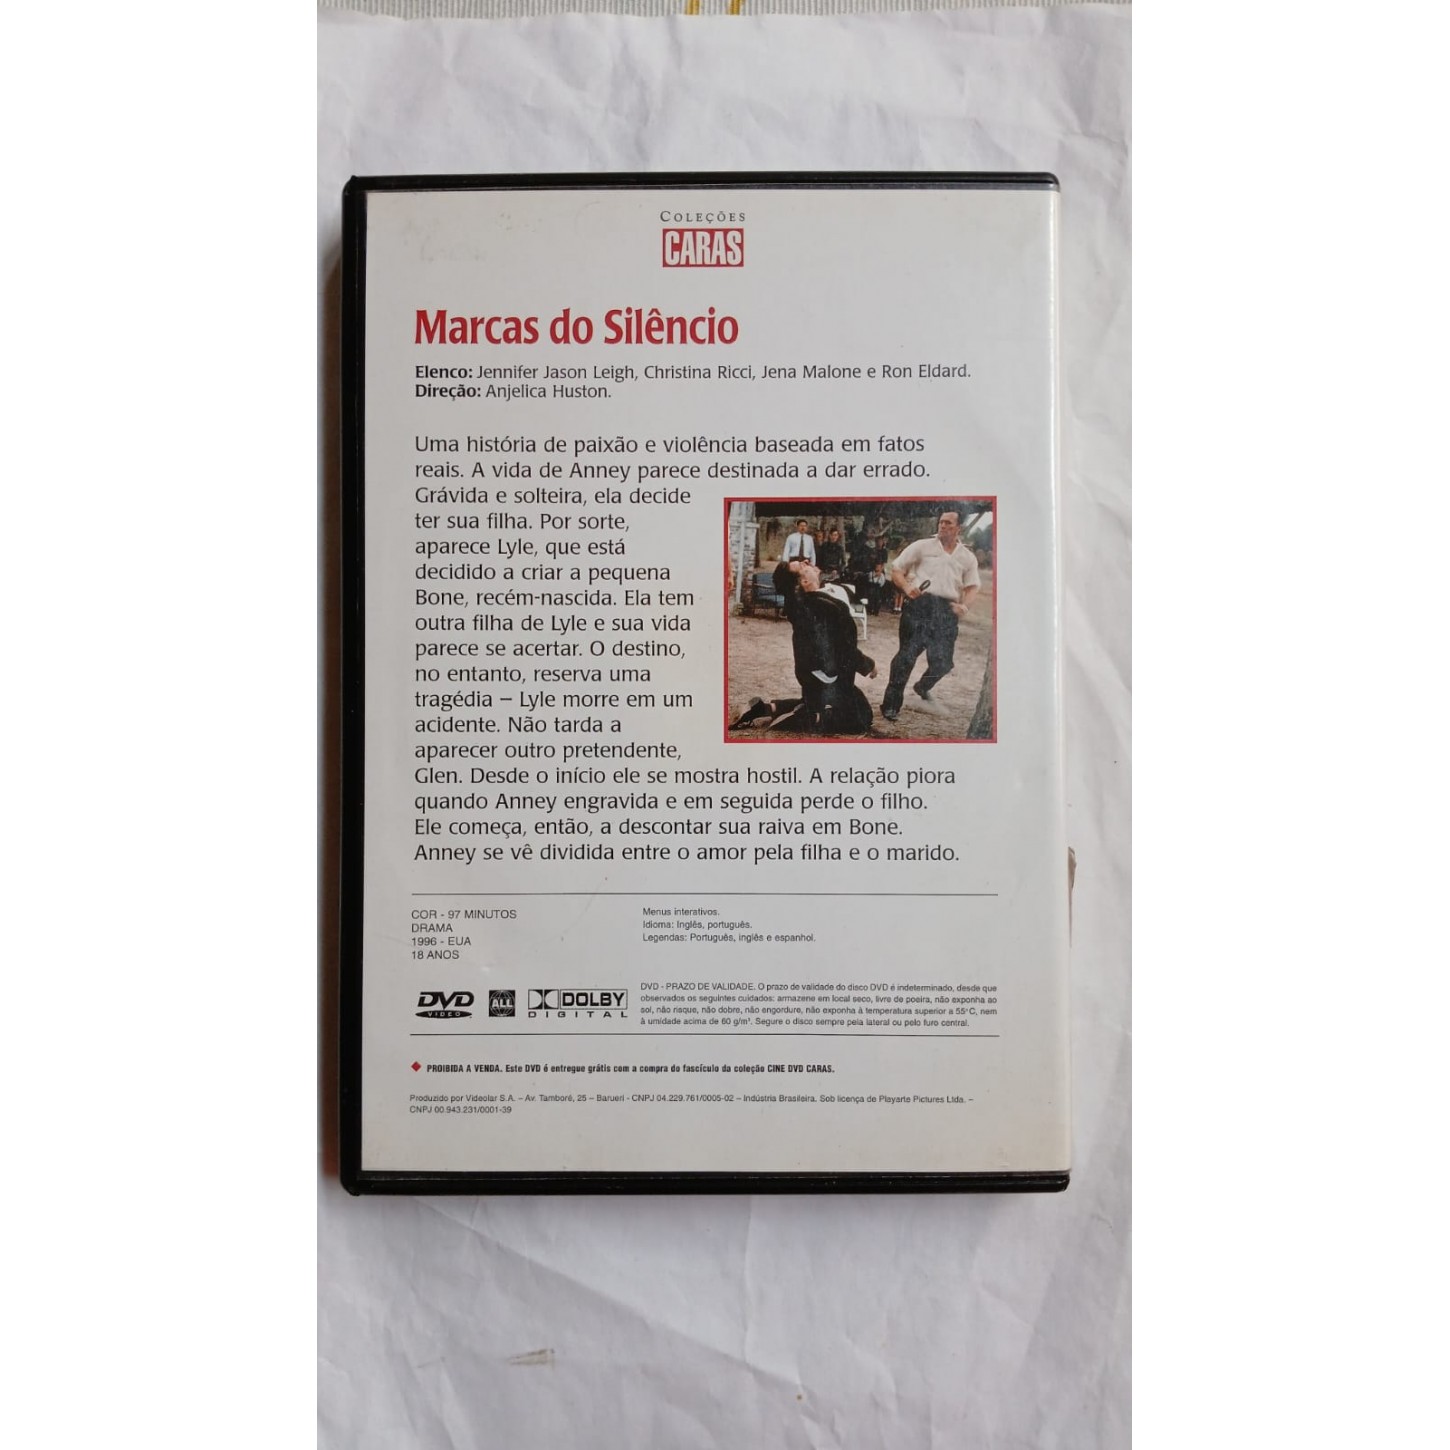 COLEÇÕES
CARAS
Marcas do Silêncio
Elenco: Jennifer Jason Leigh, Christina Ricci, Jena Malone e Ron Eldard.
Direção: Anjelica Huston.
Uma história de paixão e violência baseada em fatos
reais. A vida de Anney parece destinada a dar errado.
Grávida e solteira, ela decide
ter sua filha. Por sorte,
aparece Lyle, que está
decidido a criar a pequena
Bone, recém-nascida. Ela tem
outra filha de Lyle e sua vida
parece se acertar. O destino,
no entanto, reserva uma
tragédia – Lyle morre em um
acidente. Não tarda a
aparecer outro pretendente,
Glen. Desde o início ele se mostra hostil. A relação piora
quando Anney engravida e em seguida perde o filho.
Ele começa, então, a descontar sua raiva em Bone.
Anney se vê dividida entre o amor pela filha e o marido.
COR - 97 MINUTOS
DRAMA
1996 - EUA
18 ANOS
Menus interativos.
Idioma: Inglês, português.
Legendas: Português, inglês e espanhol.
DVD
VIDEO
ALL
DOLBY
DIGITAL
DVD - PRAZO DE VALIDADE. O prazo de validade do disco DVD é indeterminado, desde que
observados os seguintes cuidados: armazene em local seco, livre de poeira, não exponha ao
sol, não risque, não dobre, não engordure, não exponha à temperatura superior a 55°C, nem
à umidade acima de 60 g/m³. Segure o disco sempre pela lateral ou pelo furo central.
PROIBIDA A VENDA. Este DVD é entregue grátis com a compra do fascículo da coleção CINE DVD CARAS.
Produzido por Videolar S.A. – Av. Tamboré, 25 – Barueri - CNPJ 04.229.761/0005-02 – Indústria Brasileira. Sob licença de Playarte Pictures Ltda. –
CNPJ 00.943.231/0001-39